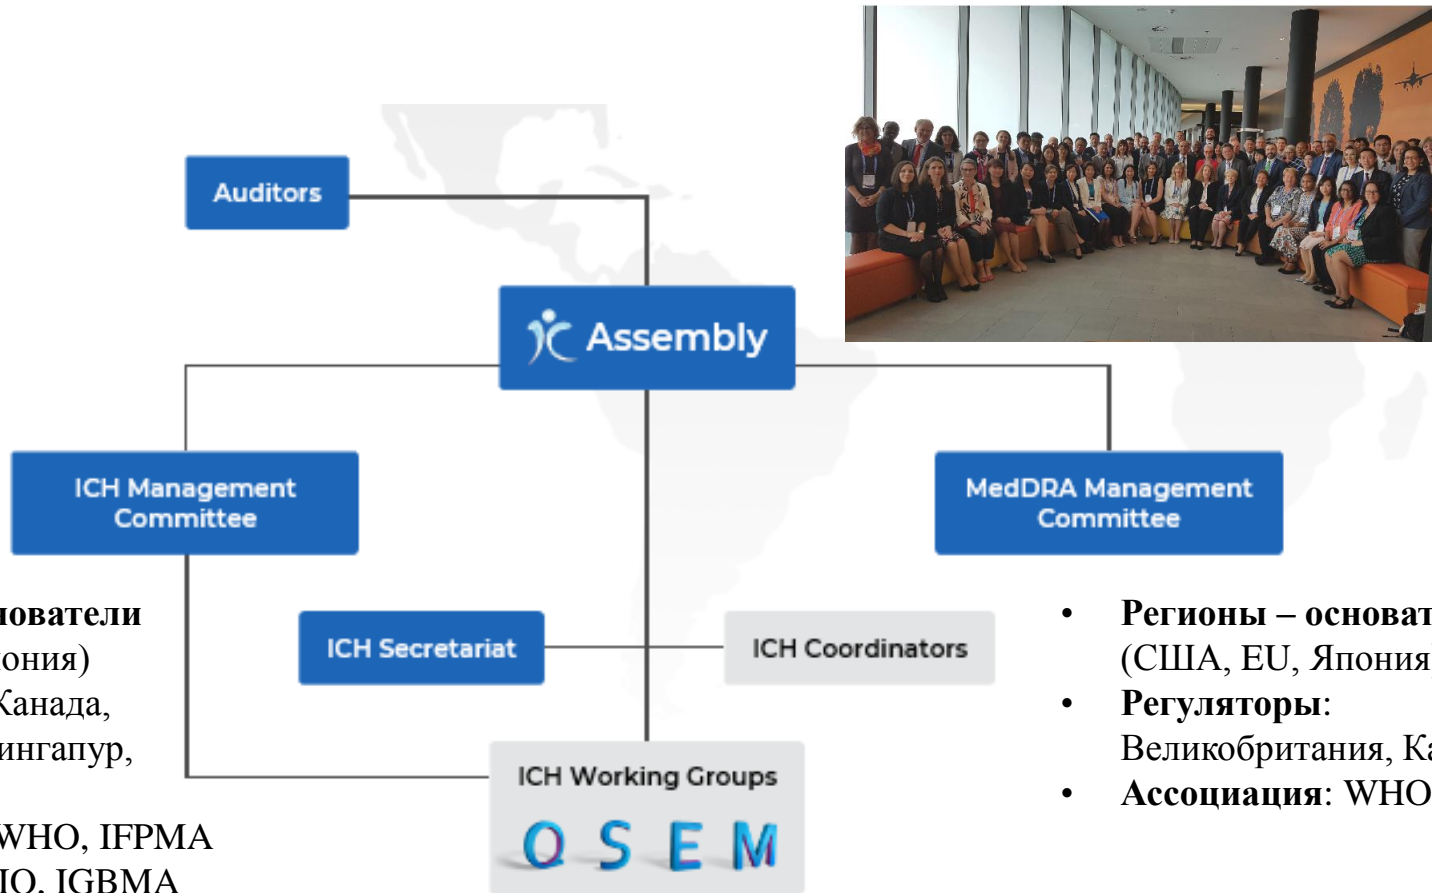 Auditors
Assembly
ICH Management
Committee
MedDRA Management
Committee
ICH Secretariat
ICH Coordinators
ICH Working Groups
Q S E M
нователи
ония)
Канада,
ингапур,
WHO, IFPMA
IO, IGBMA
• Регионы – основат
(США, EU, Япония)
• Регуляторы:
Великобритания, Ка
• Ассоциация: WHO